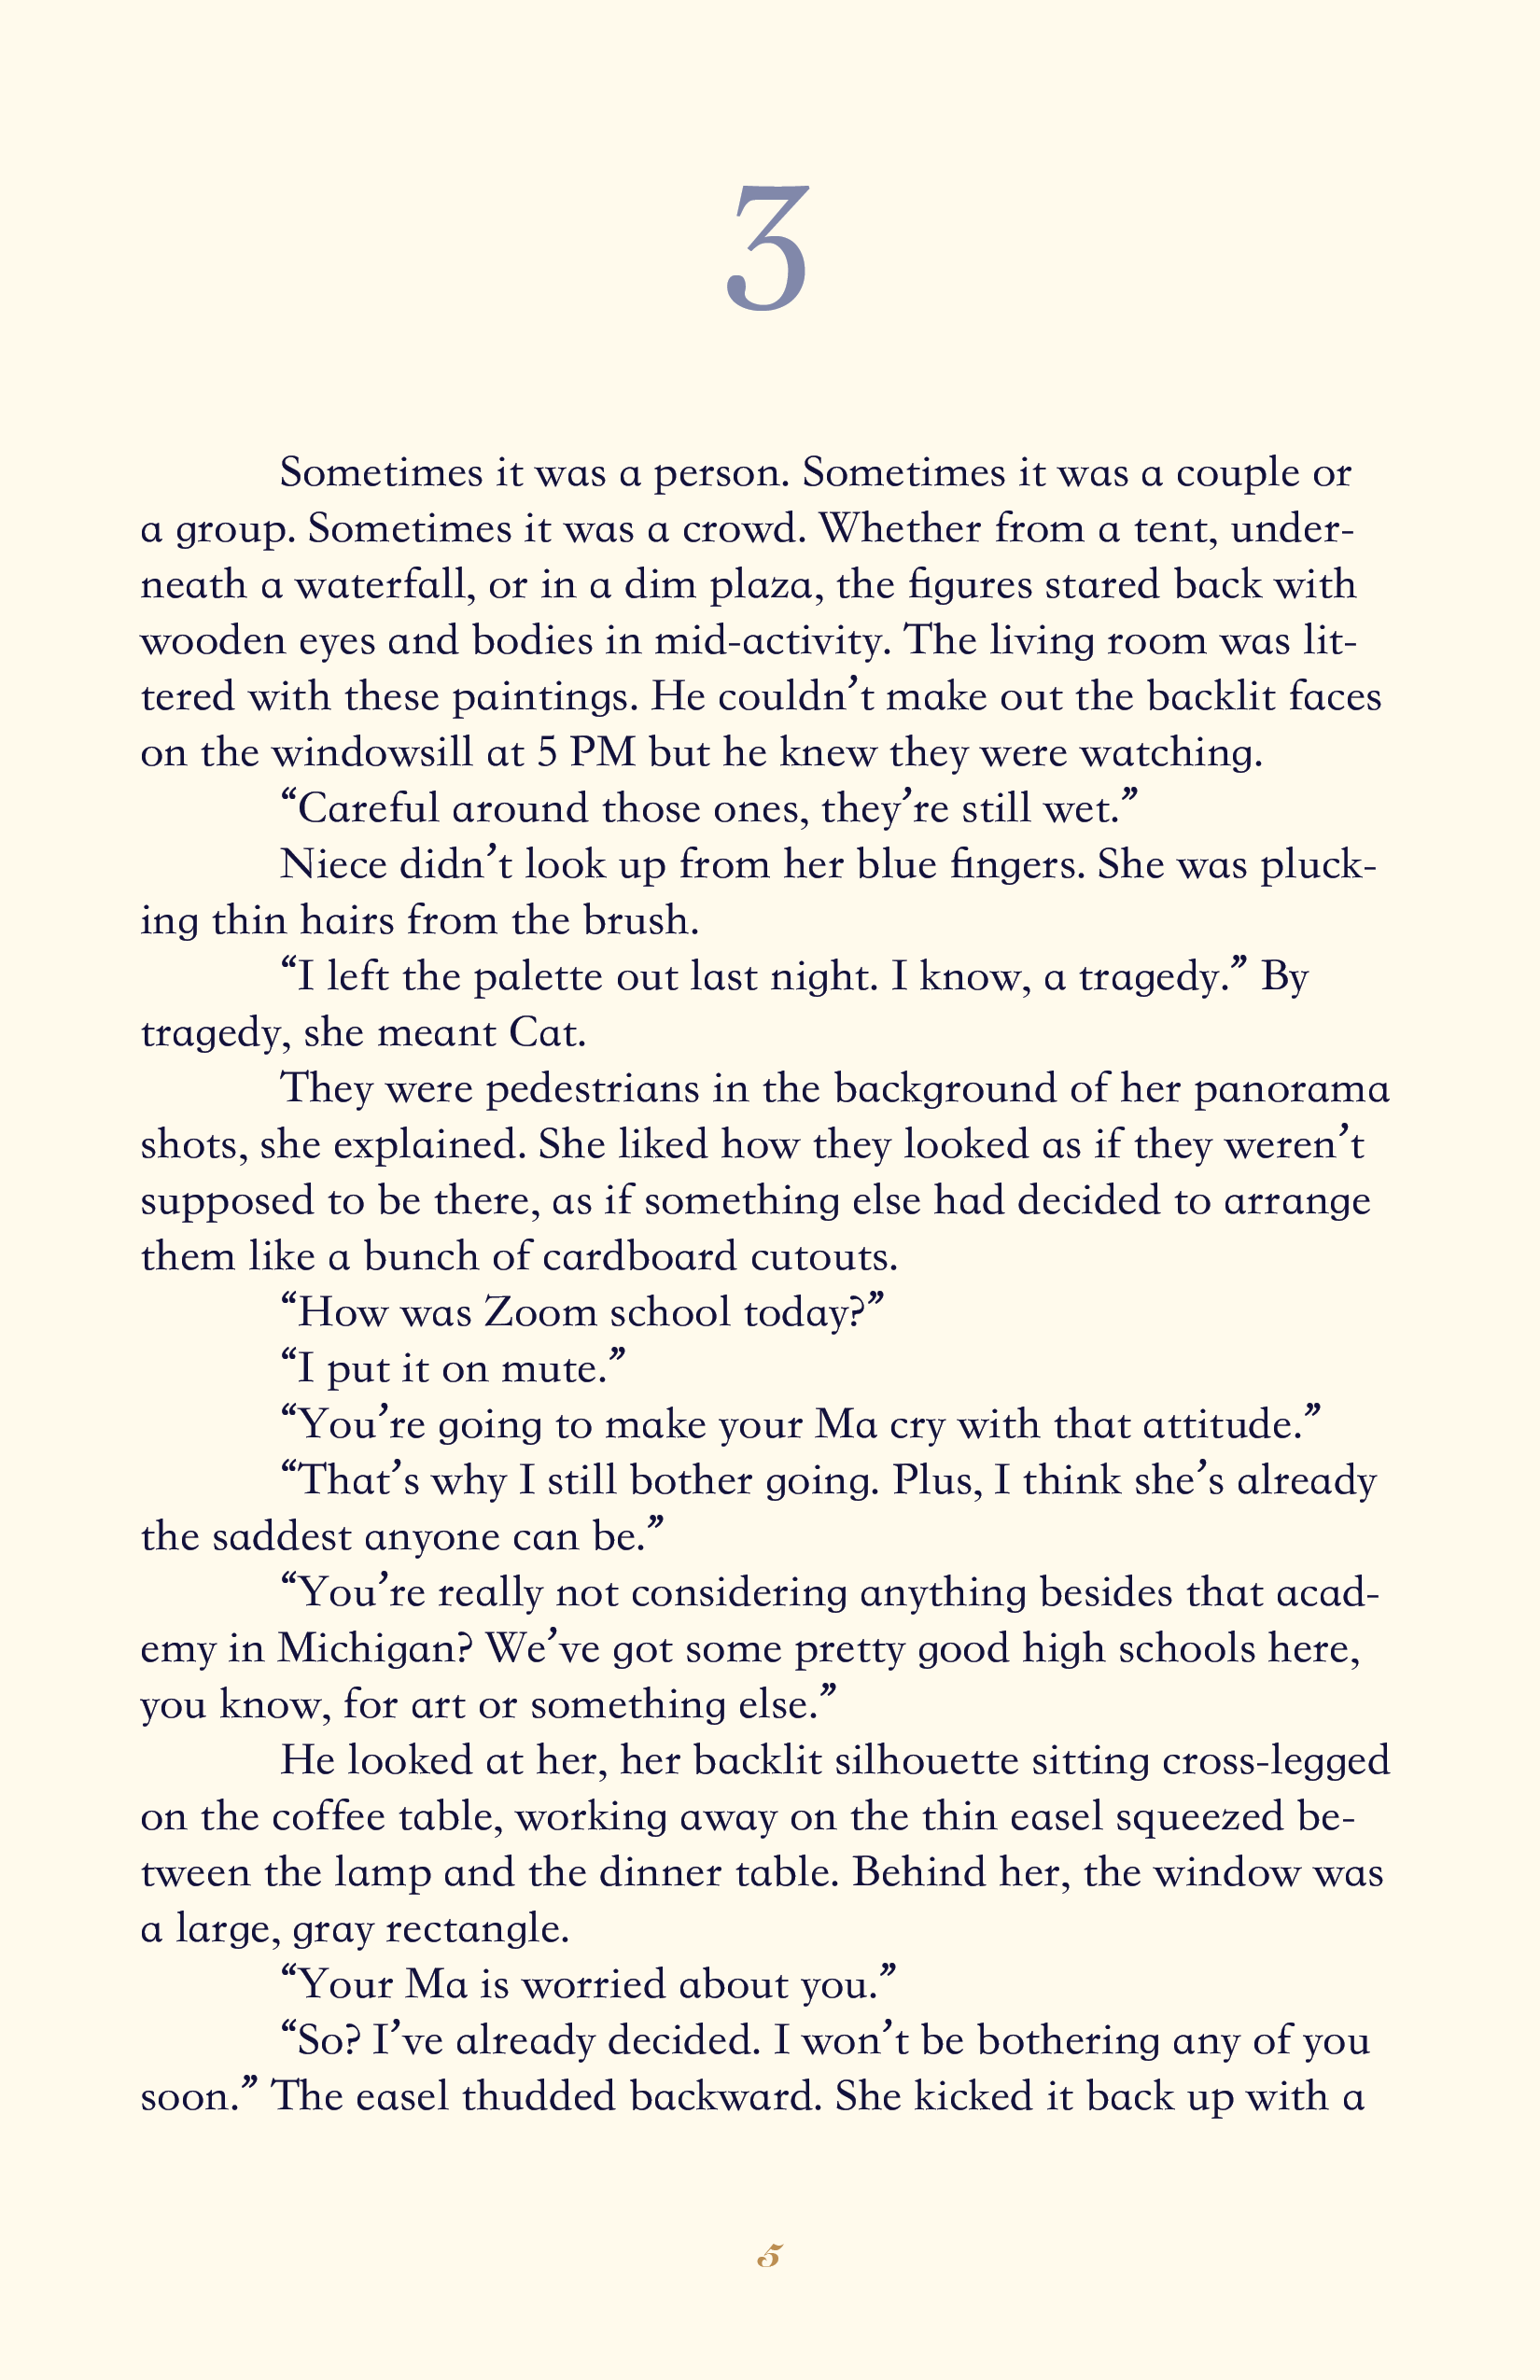 3
Sometimes it was a person. Sometimes it was a couple or
a group. Sometimes it was a crowd. Whether from a tent, under-
neath a waterfall, or in a dim plaza, the figures stared back with
wooden eyes and bodies in mid-activity. The living room was lit-
tered with these paintings. He couldn’t make out the backlit faces
on the windowsill at 5 PM but he knew they were watching.
“Careful around those ones, they’re still wet.”
Niece didn’t look up from her blue fingers. She was pluck-
ing thin hairs from the brush.
“I left the palette out last night. I know, a tragedy.” By
tragedy, she meant Cat.
They were pedestrians in the background of her panorama
shots, she explained. She liked how they looked as if they weren’t
supposed to be there, as if something else had decided to arrange
them like a bunch of cardboard cutouts.
“How was Zoom school today?”
“I put it on mute.”
“You’re going to make your Ma cry with that attitude.”
“That’s why I still bother going. Plus, I think she’s already
the saddest anyone can be.”
“You’re really not considering anything besides that acad-
emy in Michigan? We’ve got some pretty good high schools here,
you know, for art or something else.”
He looked at her, her backlit silhouette sitting cross-legged
on the coffee table, working away on the thin easel squeezed be-
tween the lamp and the dinner table. Behind her, the window was
a large, gray rectangle.
“Your Ma is worried about you.”
“So? I’ve already decided. I won’t be bothering any of you
soon.” The easel thudded backward. She kicked it back up with a
5